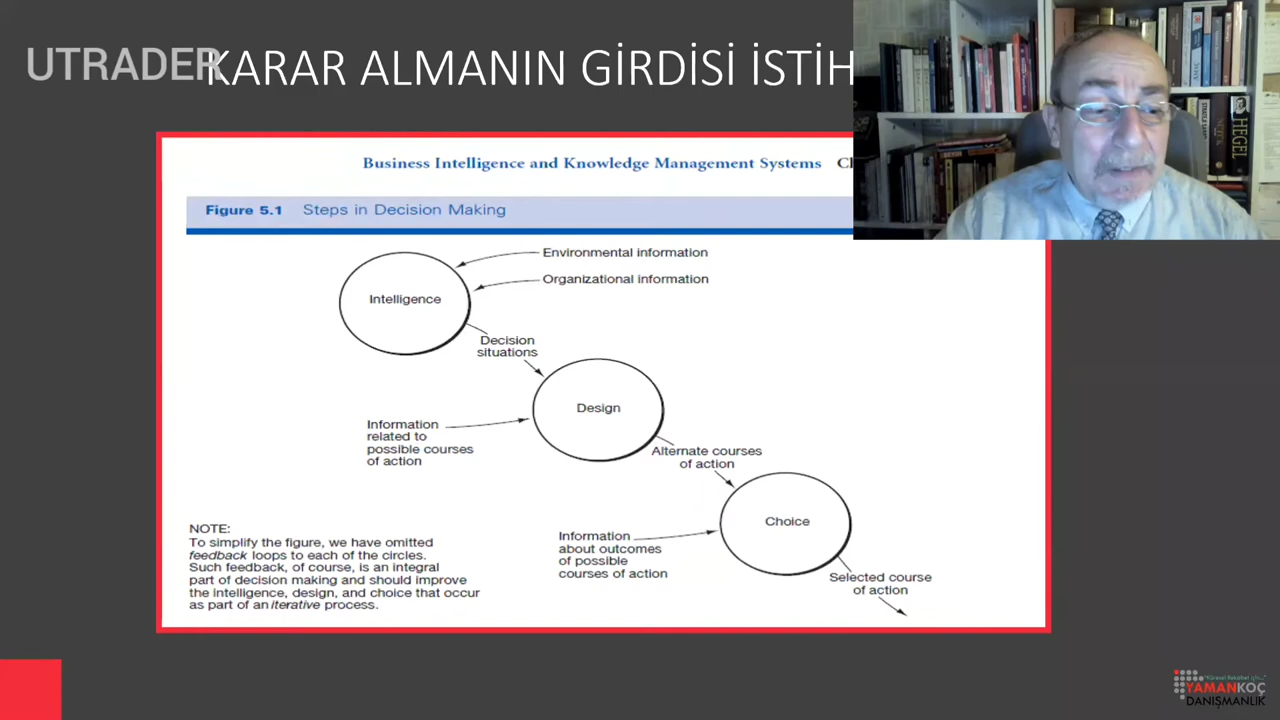 UTRADER
KARAR ALMANIN GİRDİSİ İSTİH
Business Intelligence and Knowledge Management Systems
Figure 5.1 Steps in Decision Making
Environmental information
Organizational information
Intelligence
Decision
situations
Design
Information
related to
possible courses
of action
Alternate courses
of action
Choice
Information
about outcomes
of possible
courses of action
Selected course
of action
NOTE:
To simplify the figure, we have omitted
feedback loops to each of the circles.
Such feedback, of course, is an integral
part of decision making and should improve
the intelligence, design, and choice that occur
as part of an iterative process.
HEGEL
YAMANKOÇ
DANIŞMANLIK